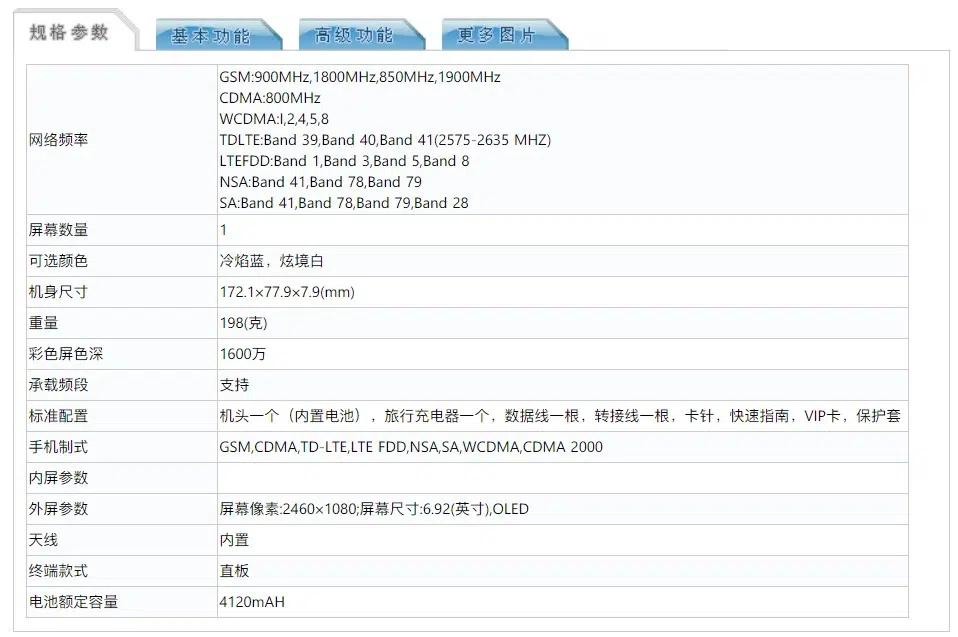 规格参数 基本功能 高级功能 更多图片
网络频率
GSM:900MHz,1800MHz,850MHz,1900MHz
CDMA:800MHz
WCDMA:I,2,4,5,8
TDLTE:Band 39,Band 40,Band 41(2575-2635 MHZ)
LTEFDD:Band 1,Band 3,Band 5,Band 8
NSA:Band 41,Band 78,Band 79
SA:Band 41,Band 78,Band 79,Band 28
屏幕数量 1
可选颜色 冷焰蓝，炫境白
机身尺寸 172.1×77.9×7.9(mm)
重量 198(克)
彩色屏色深 1600万
承载频段 支持
标准配置 机头一个（内置电池），旅行充电器一个，数据线一根，转接线一根，卡针，快速指南，VIP卡，保护套
手机制式 GSM,CDMA,TD-LTE,LTE FDD,NSA,SA,WCDMA,CDMA 2000
内屏参数
外屏参数 屏幕像素:2460×1080;屏幕尺寸:6.92(英寸),OLED
天线 内置
终端款式 直板
电池额定容量 4120mAH